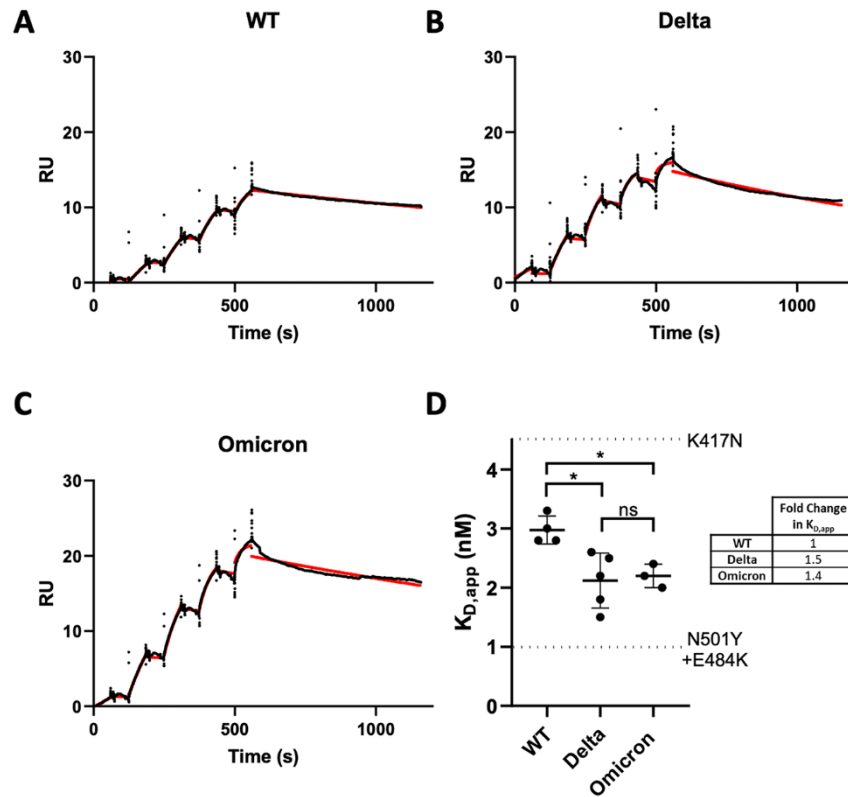 A
WT
30
20
10
0
RU
0
500
1000
Time (s)
B
Delta
30
20
10
0
RU
0
500
1000
Time (s)
C
Omicron
30
20
10
0
RU
0
500
1000
Time (s)
D
K417N
4
3
2
1
0
K_D,app (nM)
*
*
ns
N501Y
+E484K
WT
Delta
Omicron
Fold Change
in K_D,app
WT 1
Delta 1.5
Omicron 1.4